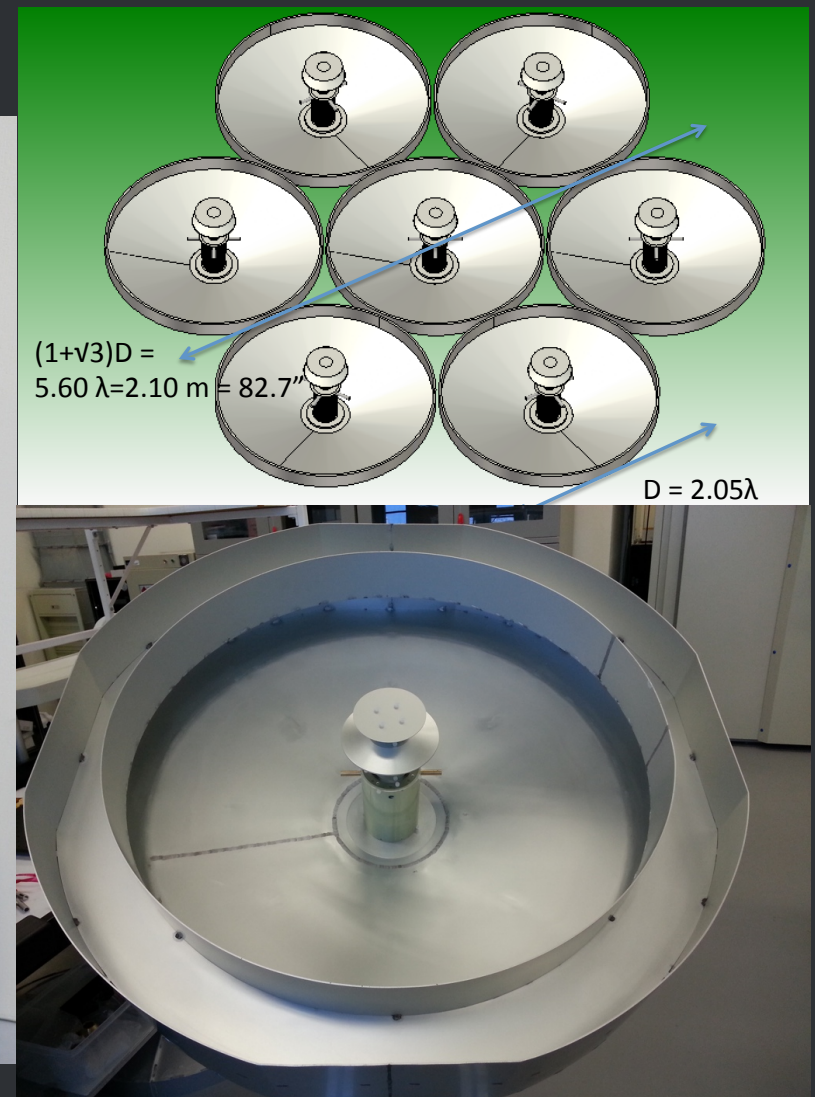 (1+√3)D =
5.60 λ=2.10 m = 82.7”
D = 2.05λ